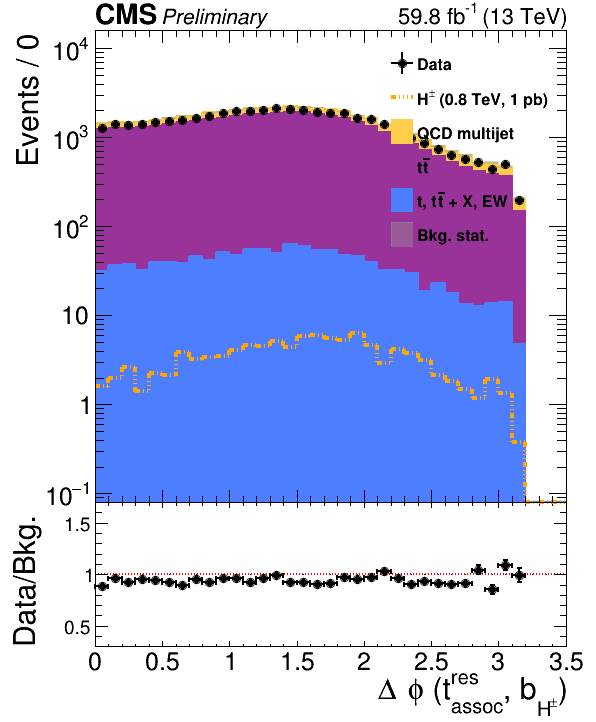 CMS Preliminary 59.8 fb⁻¹ (13 TeV)
Events / 0
10⁴
10³
10²
10
1
10⁻¹
Data
H± (0.8 TeV, 1 pb)
QCD multijet
tt̄
t, tt̄ + X, EW
Bkg. stat.
Data/Bkg.
1.5
1
0.5
0 0.5 1 1.5 2 2.5 3 3.5
Δ ϕ (t^res_assoc, b_H±)